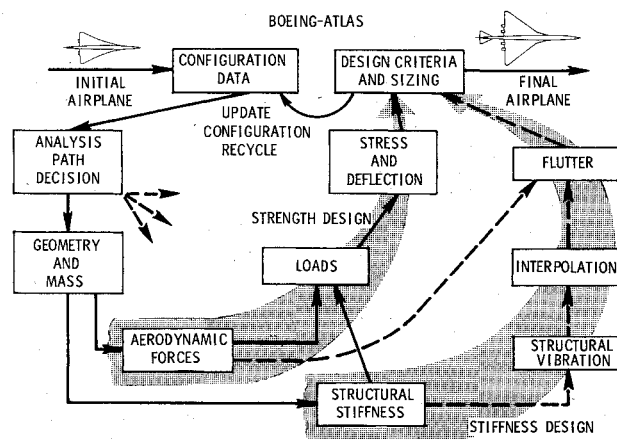 BOEING-ATLAS
INITIAL
AIRPLANE
CONFIGURATION
DATA
DESIGN CRITERIA
AND SIZING
FINAL
AIRPLANE
UPDATE
CONFIGURATION
RECYCLE
ANALYSIS
PATH
DECISION
STRESS
AND
DEFLECTION
FLUTTER
STRENGTH DESIGN
GEOMETRY
AND
MASS
LOADS
INTERPOLATION
AERODYNAMIC
FORCES
STRUCTURAL
VIBRATION
STRUCTURAL
STIFFNESS
STIFFNESS DESIGN